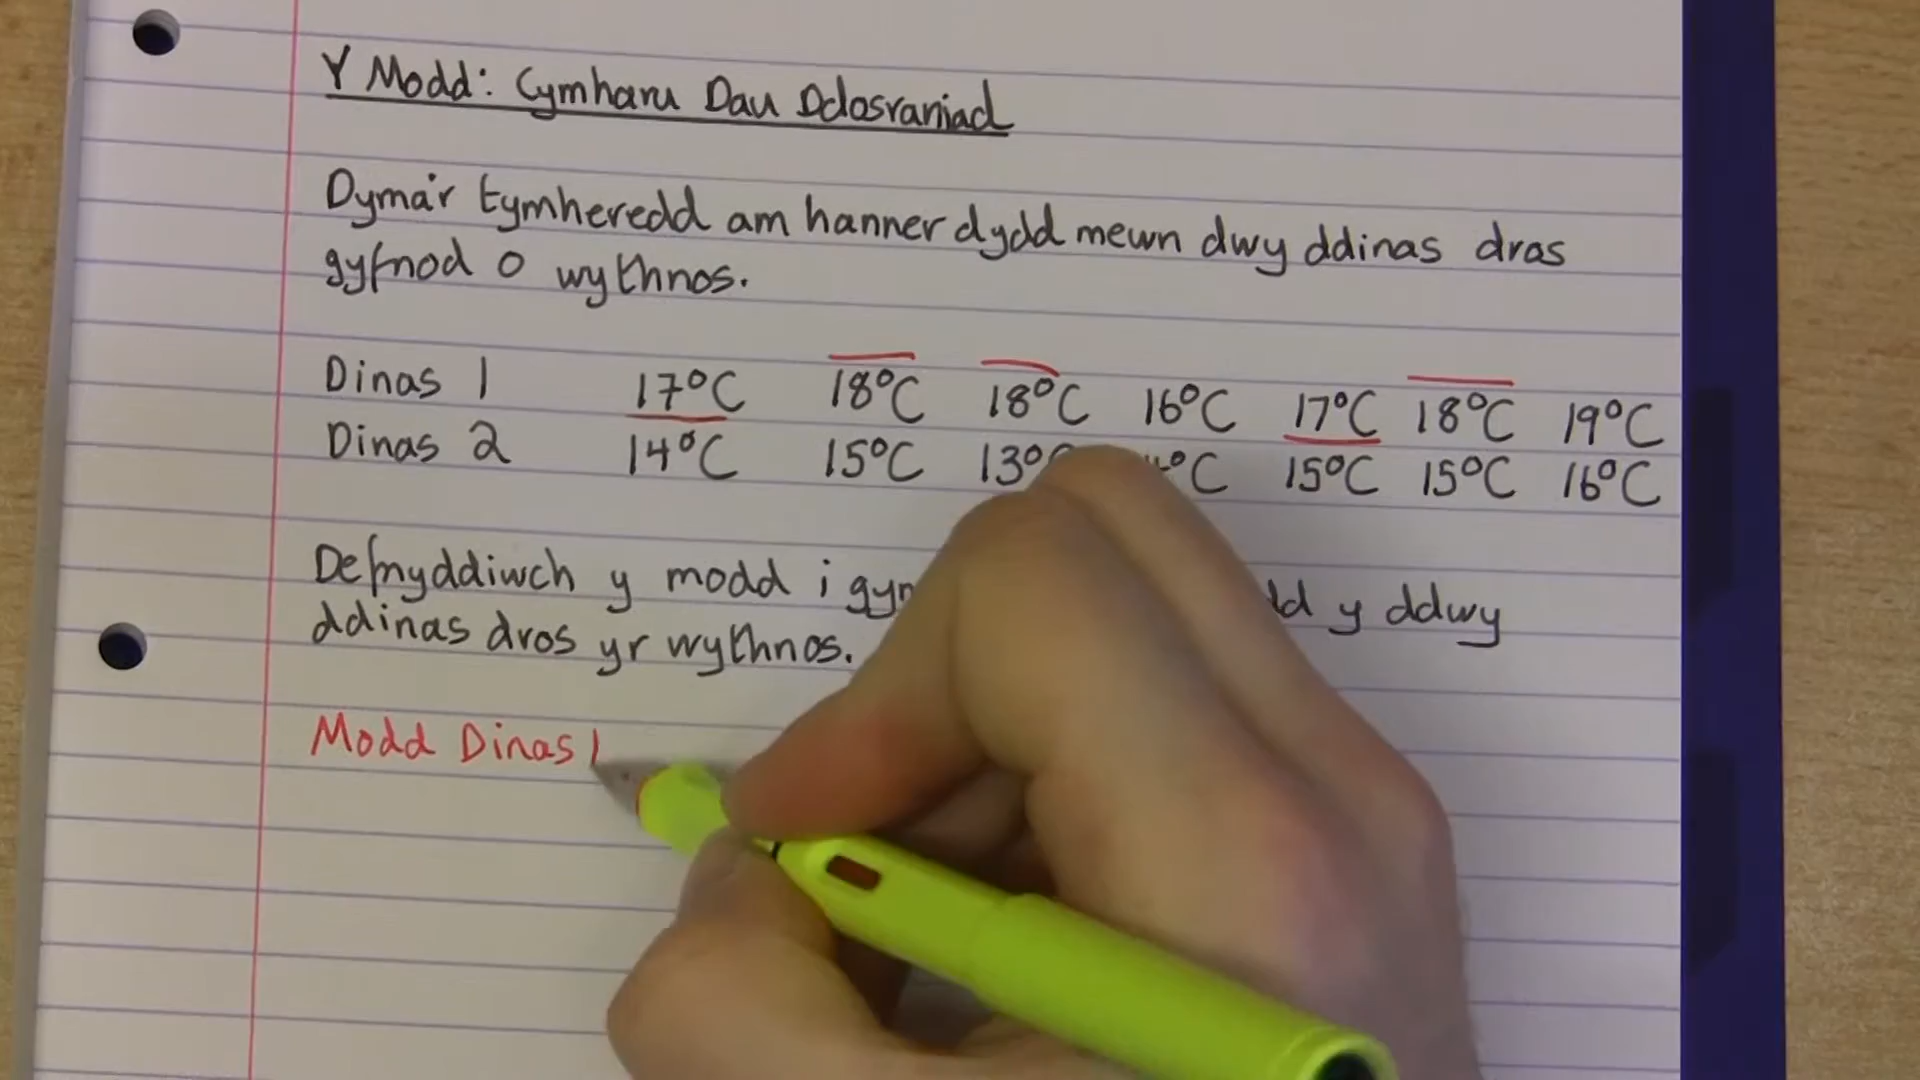 Y Modd: Cymharu Dau Ddosraniad
Dyma'r tymheredd am hanner dydd mewn dwy ddinas dros
gyfnod o wythnos.
Dinas 1 17°C 18°C 18°C 16°C 17°C 18°C 19°C
Dinas 2 14°C 15°C 13° °C 15°C 15°C 16°C
Defnyddiwch y modd i y ddwy
ddinas dros yr wythnos.
Modd Dinas 1